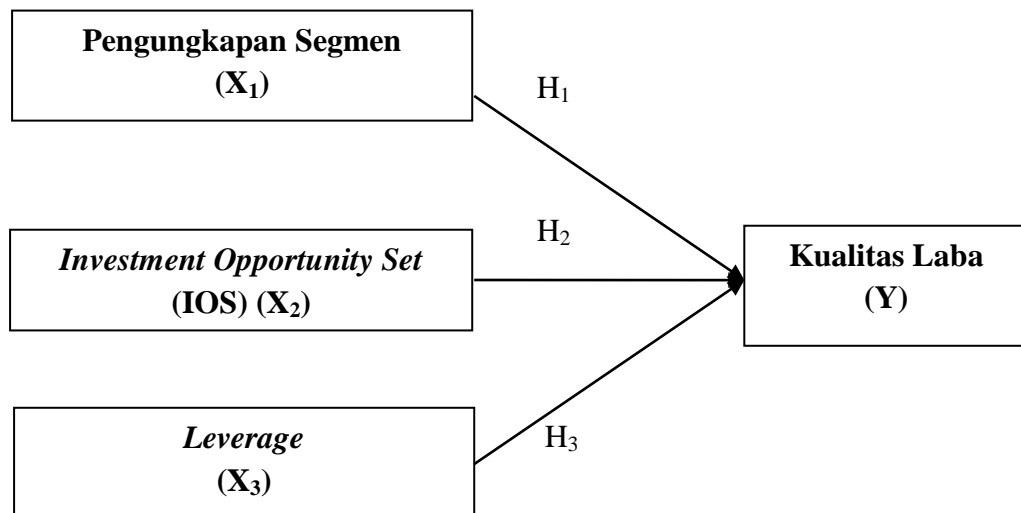 Pengungkapan Segmen
(X₁)
H₁
Investment Opportunity Set
(IOS) (X₂)
H₂
Kualitas Laba
(Y)
Leverage
(X₃)
H₃